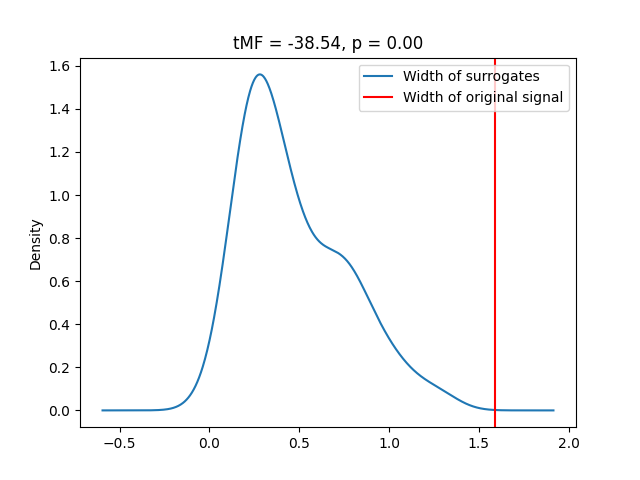 tMF = -38.54, p = 0.00
Width of surrogates
Width of original signal
Density
1.6
1.4
1.2
1.0
0.8
0.6
0.4
0.2
0.0
−0.5 0.0 0.5 1.0 1.5 2.0